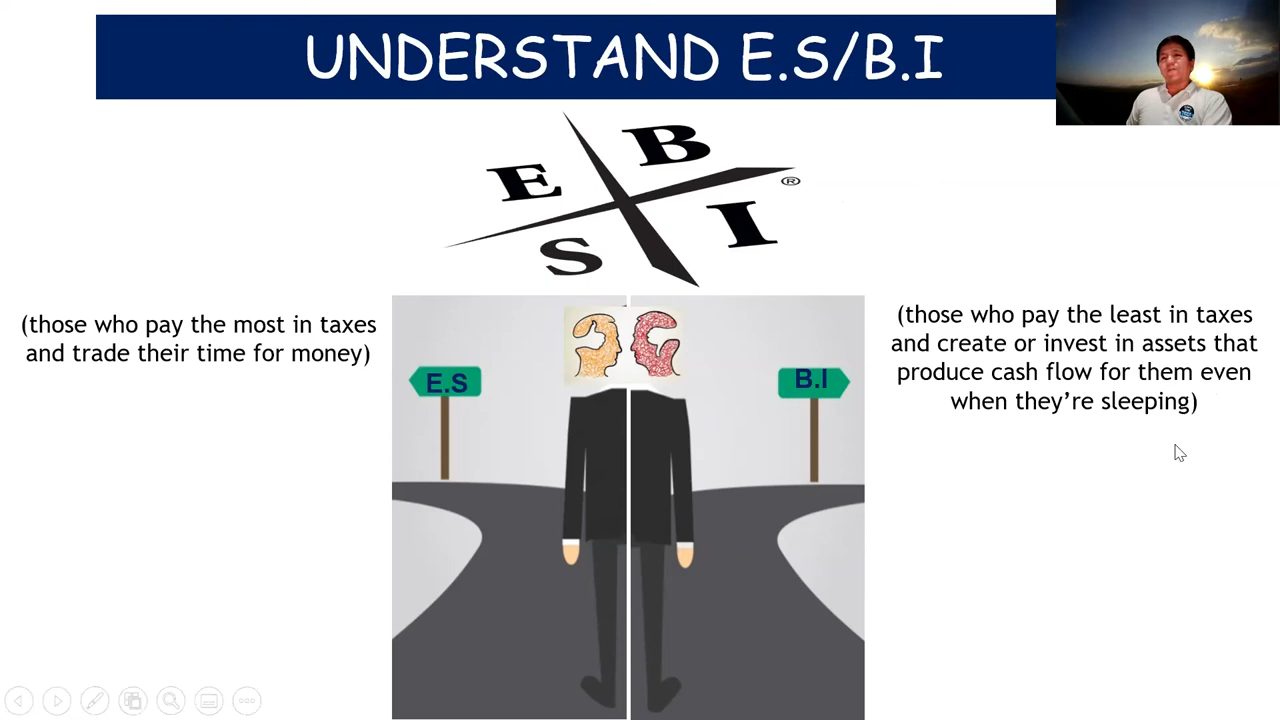 UNDERSTAND E.S/B.I
E
B
S
I
®
(those who pay the most in taxes
and trade their time for money)
(those who pay the least in taxes
and create or invest in assets that
produce cash flow for them even
when they’re sleeping)
E.S
B.I